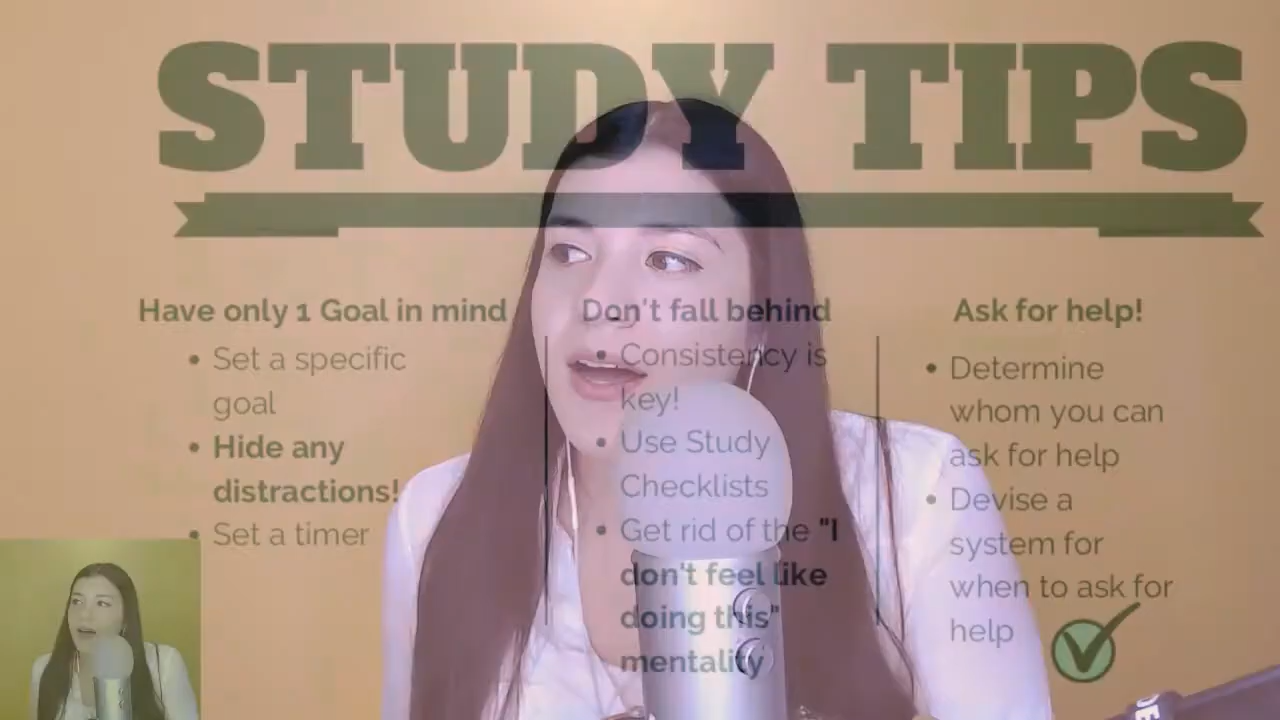 STUDY TIPS
Have only 1 Goal in mind
• Set a specific
goal
• Hide any
distractions!
• Set a timer
Don't fall behind
• Consistency is
key!
• Use Study
Checklists
• Get rid of the "I
don't feel like
doing this"
mentality
Ask for help!
• Determine
whom you can
ask for help
• Devise a
system for
when to ask for
help